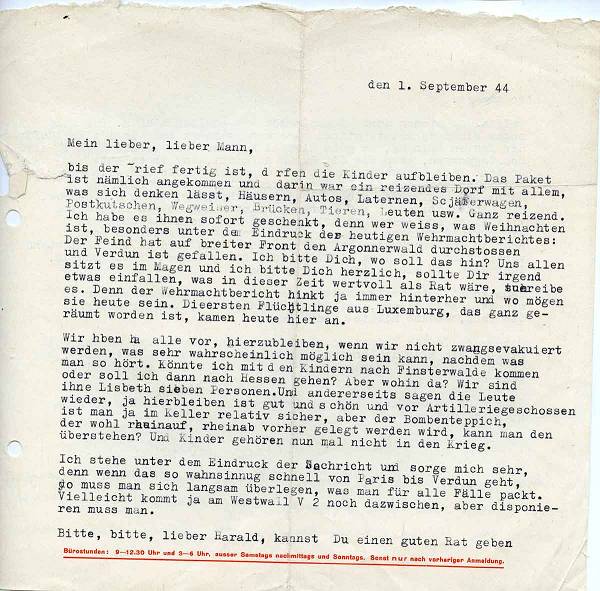 den 1. September 44
Mein lieber, lieber Mann,
bis der rief fertig ist, d rfen die Kinder aufbleiben. Das Paket
ist nämlich angekommen und darin war ein reizendes Dorf mit allem,
was sich denken lässt, Häusern, Autos, Laternen, Scjäferwagen,
Postkutschen, Wegweiser, Brücken, Tieren, Leuten usw. Ganz reizend.
Ich habe es ihnen sofort geschenkt, denn wer weiss, was Weihnachten
ist, besonders unter dem Eindruck des heutigen Wehrmachtberichtes:
Der Feind hat auf breiter Front den Argonnerwald durchstossen
und Verdun ist gefallen. Ich bitte Dich, wo soll das hin? Uns allen
sitzt es im Magen und ich bitte Dich herzlich, sollte Dir irgend
etwas einfallen, was in dieser Zeit wertvoll als Rat wäre, schreibe
es. Denn der Wehrmachtbericht hinkt ja immer hinterher und wo mögen
sie heute sein. Dieersten Flüchtlinge aus Luxemburg, das ganz ge-
räumt worden ist, kamen heute hier an.
Wir hben ja alle vor, hierzubleiben, wenn wir nicht zwangsevakuiert
werden, was sehr wahrscheinlich möglich sein kann, nachdem was
man so hört. Könnte ich mit den Kindern nach Finsterwalde kommen
oder soll ich dann nach Hessen gehen? Aber wohin da? Wir sind
ihne Lisbeth sieben Personen.Und andererseits sagen die Leute
wieder, ja hierbleiben ist gut und schön und vor Artilleriegeschossen
ist man ja im Keller relativ sicher, aber der Bombenteppich,
der wohl rheinauf, rheinab vorher gelegt werden wird, kann man den
überstehen? Und Kinder gehören nun mal nicht in den Krieg.
Ich stehe unter dem Eindruck der Nachricht und sorge mich sehr,
denn wenn das so wahnsinnug schnell von Paris bis Verdun geht,
so muss man sich langsam überlegen, was man für alle Fälle packt.
Vielleicht kommt ja am Westwall V 2 noch dazwischen, aber disponie-
ren muss man.
Bitte, bitte, lieber Harald, kannst Du einen guten Rat geben
Bürostunden: 9—12.30 Uhr und 3—6 Uhr, ausser Samstags nachmittags und Sonntags. Sonst nur nach vorheriger Anmeldung.